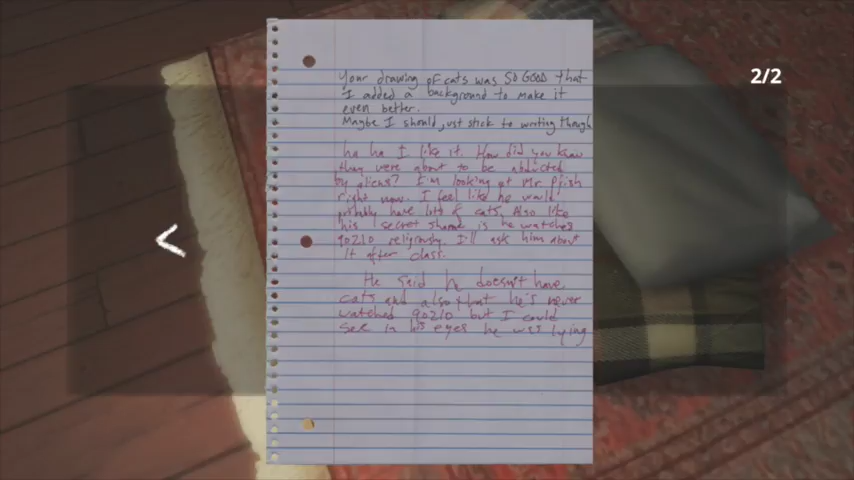 2/2
Your drawing of cats was SO GOOD that
I added a background to make it
even better.
Maybe I should just stick to writing though
ha ha I like it. How did you know
they were about to be abducted
by aliens? I'm looking at Mr
right now. I feel like he would
probably have lots of cats. Also like
his secret shame is he watches
90210 religiously. I'll ask him about
it after class.
He said he doesn't have
cats and also that he's never
watched 90210 but I could
see in his eyes he was lying